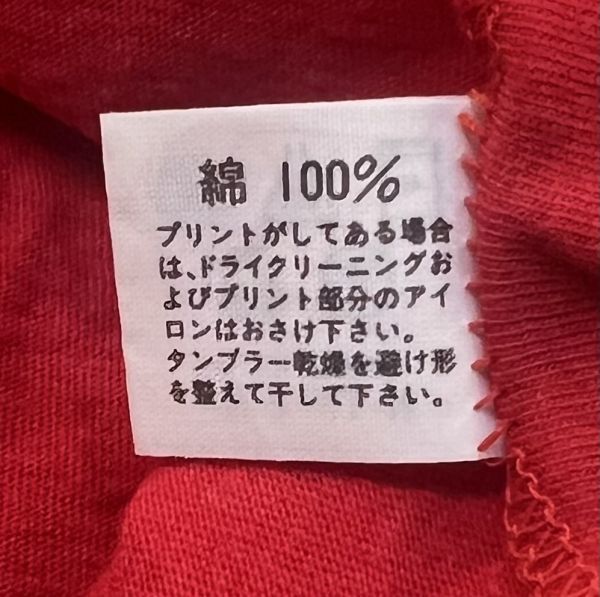 綿 100%
プリントがしてある場合
は、ドライクリーニングお
よびプリント部分のアイ
ロンはおさけ下さい。
タンブラー乾燥を避け形
を整えて干して下さい。